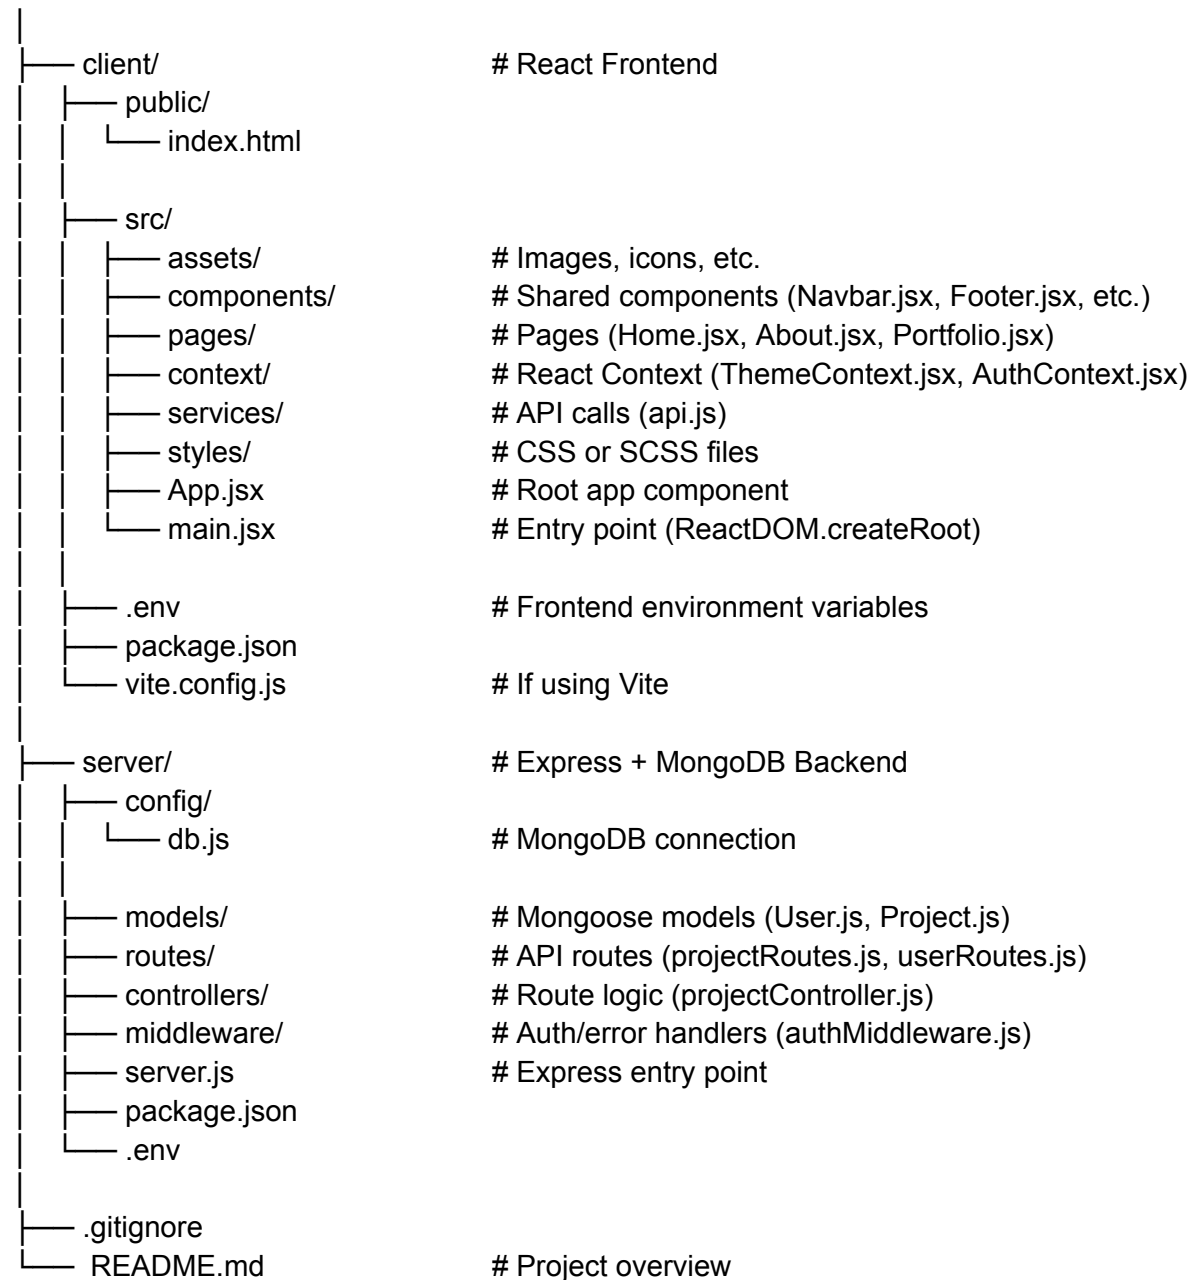 │
├── client/ # React Frontend
│ ├── public/
│ │ └── index.html
│ │
│ ├── src/
│ │ ├── assets/ # Images, icons, etc.
│ │ ├── components/ # Shared components (Navbar.jsx, Footer.jsx, etc.)
│ │ ├── pages/ # Pages (Home.jsx, About.jsx, Portfolio.jsx)
│ │ ├── context/ # React Context (ThemeContext.jsx, AuthContext.jsx)
│ │ ├── services/ # API calls (api.js)
│ │ ├── styles/ # CSS or SCSS files
│ │ ├── App.jsx # Root app component
│ │ └── main.jsx # Entry point (ReactDOM.createRoot)
│ │
│ ├── .env # Frontend environment variables
│ ├── package.json
│ └── vite.config.js # If using Vite
│
├── server/ # Express + MongoDB Backend
│ ├── config/
│ │ └── db.js # MongoDB connection
│ │
│ ├── models/ # Mongoose models (User.js, Project.js)
│ ├── routes/ # API routes (projectRoutes.js, userRoutes.js)
│ ├── controllers/ # Route logic (projectController.js)
│ ├── middleware/ # Auth/error handlers (authMiddleware.js)
│ ├── server.js # Express entry point
│ ├── package.json
│ └── .env
│
├── .gitignore
└── README.md # Project overview